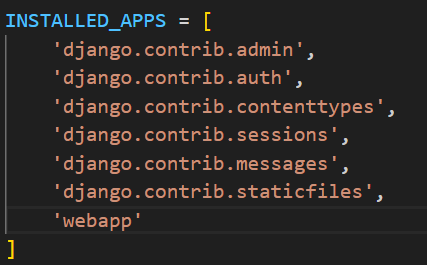 INSTALLED_APPS = [
    'django.contrib.admin',
    'django.contrib.auth',
    'django.contrib.contenttypes',
    'django.contrib.sessions',
    'django.contrib.messages',
    'django.contrib.staticfiles',
    'webapp'
]